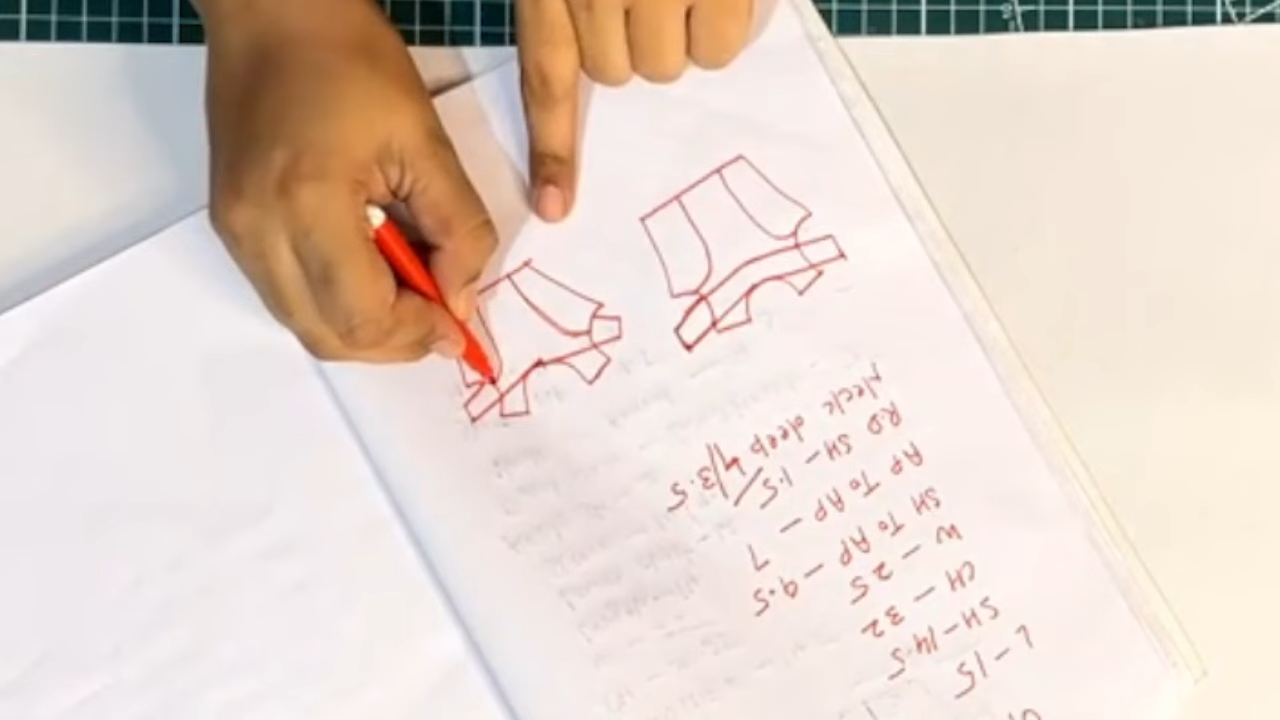 L - 15
SH - 14.5
CH - 32
W - 25
SH To AP - 9.5
AP To AP - 7
R.D SH - 1.5
Neck deep 4/3.5